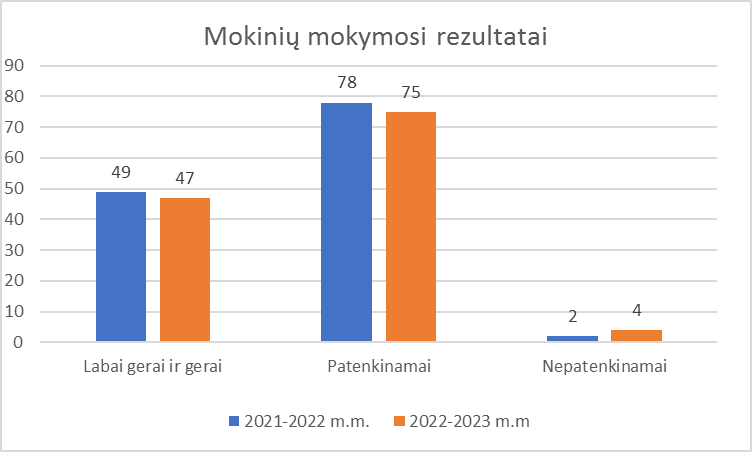 Mokinių mokymosi rezultatai
90
80
70
60
50
40
30
20
10
0
49
47
78
75
2
4
Labai gerai ir gerai
Patenkinamai
Nepatenkinamai
2021-2022 m.m.
2022-2023 m.m